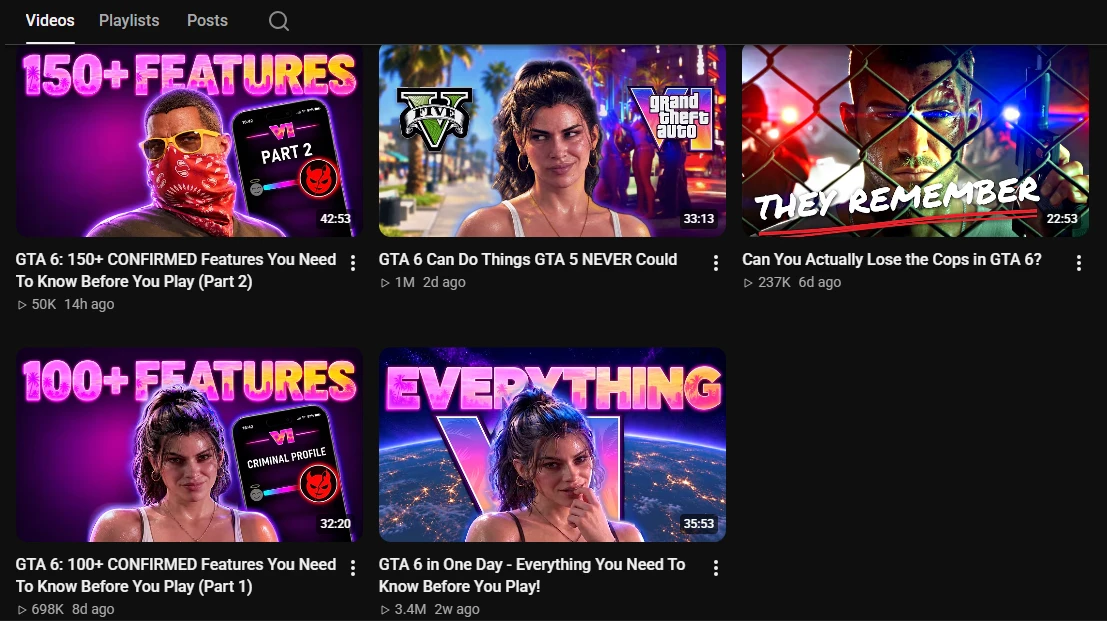 Videos Playlists Posts
150+ FEATURES
VI
PART 2
42:53
GTA 6: 150+ CONFIRMED Features You Need
To Know Before You Play (Part 2)
50K 14h ago
V
FIVE
grand
theft
auto
VI
33:13
GTA 6 Can Do Things GTA 5 NEVER Could
1M 2d ago
THEY REMEMBER
22:53
Can You Actually Lose the Cops in GTA 6?
237K 6d ago
100+ FEATURES
VI
CRIMINAL PROFILE
32:20
GTA 6: 100+ CONFIRMED Features You Need
To Know Before You Play (Part 1)
698K 8d ago
EVERYTHING
VI
35:53
GTA 6 in One Day - Everything You Need To
Know Before You Play!
3.4M 2w ago